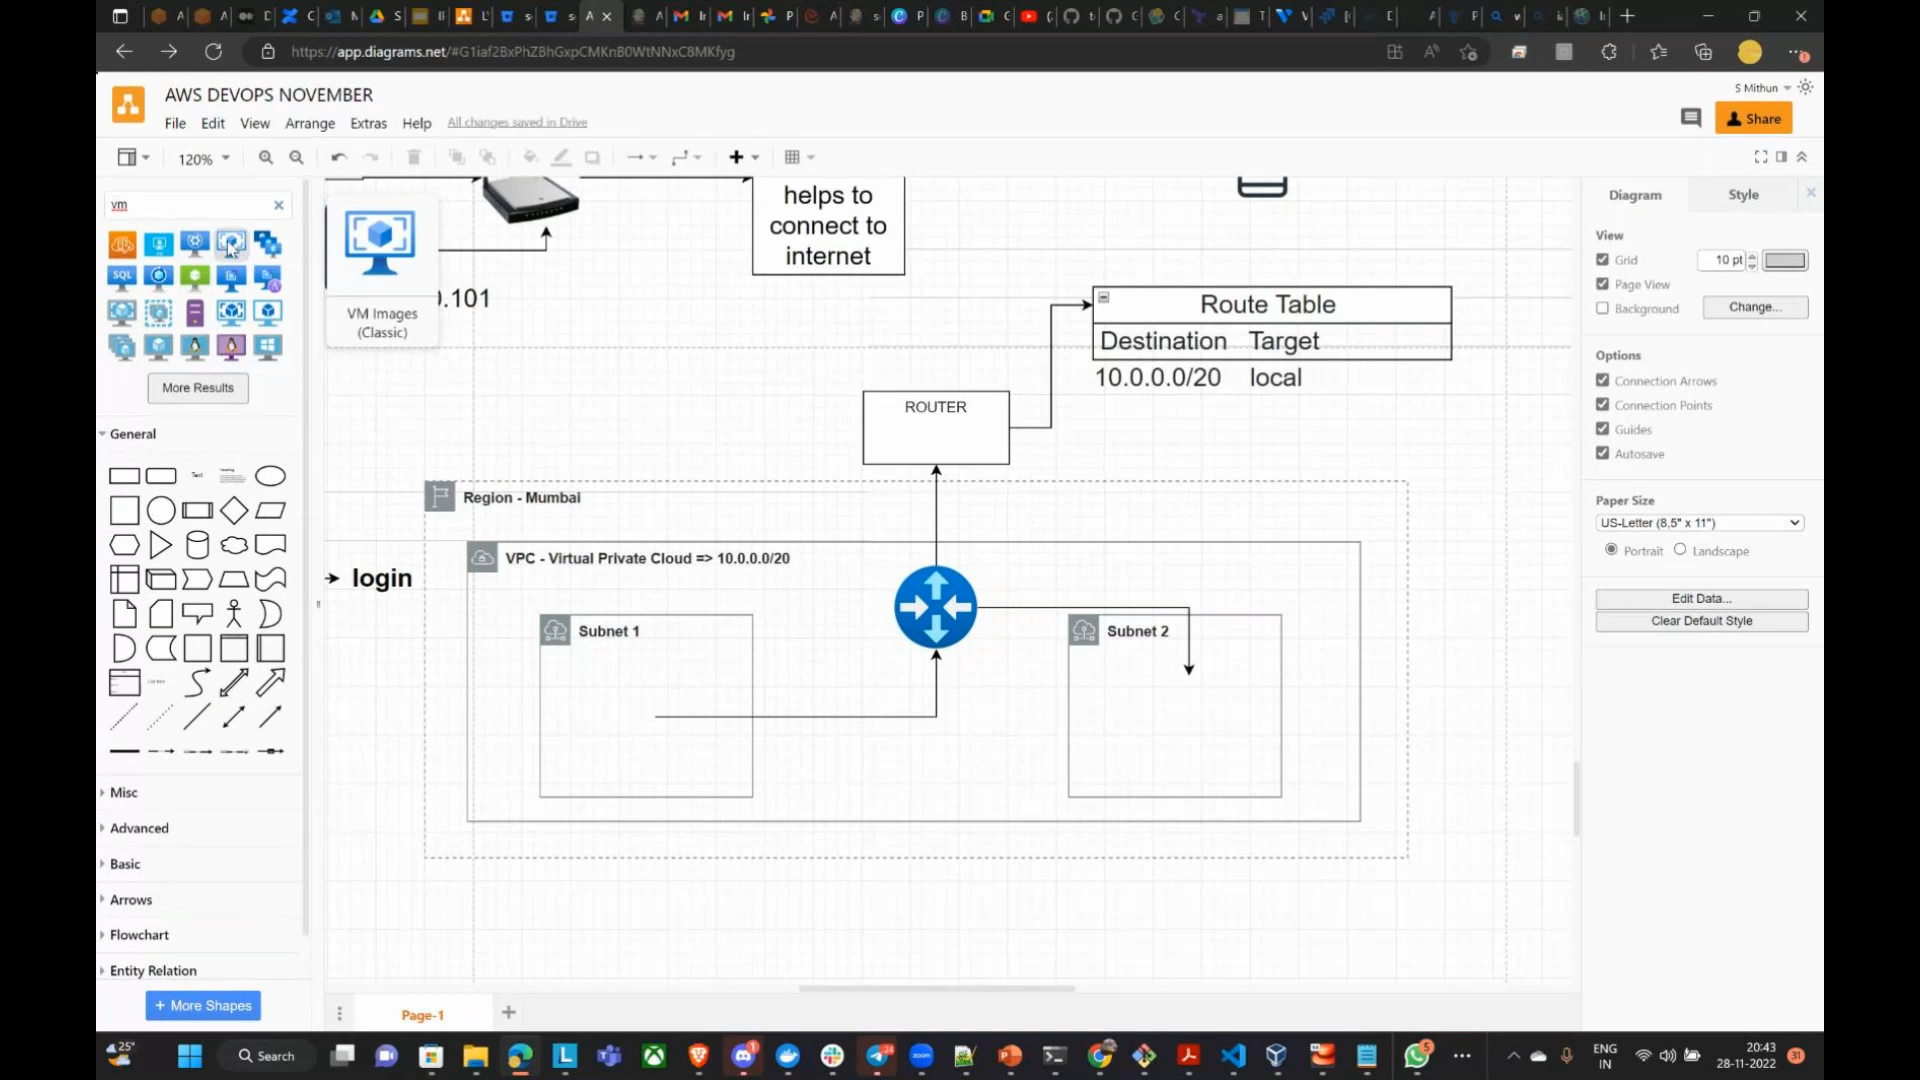 https://app.diagrams.net/#G1iaf2BxPhZBhGxpCMKnB0WtNNxC8MKfyg
AWS DEVOPS NOVEMBER
S Mithun
File Edit View Arrange Extras Help All changes saved in Drive
Share
120%
vm
VM Images
(Classic)
More Results
General
Misc
Advanced
Basic
Arrows
Flowchart
Entity Relation
+ More Shapes
helps to
connect to
internet
0.101
Route Table
Destination Target
10.0.0.0/20 local
ROUTER
Region - Mumbai
VPC - Virtual Private Cloud => 10.0.0.0/20
login
Subnet 1
Subnet 2
Page-1
Diagram Style
View
Grid 10 pt
Page View
Background Change...
Options
Connection Arrows
Connection Points
Guides
Autosave
Paper Size
US-Letter (8,5" x 11")
Portrait Landscape
Edit Data...
Clear Default Style
25°
Search
ENG
IN
20:43
28-11-2022
31